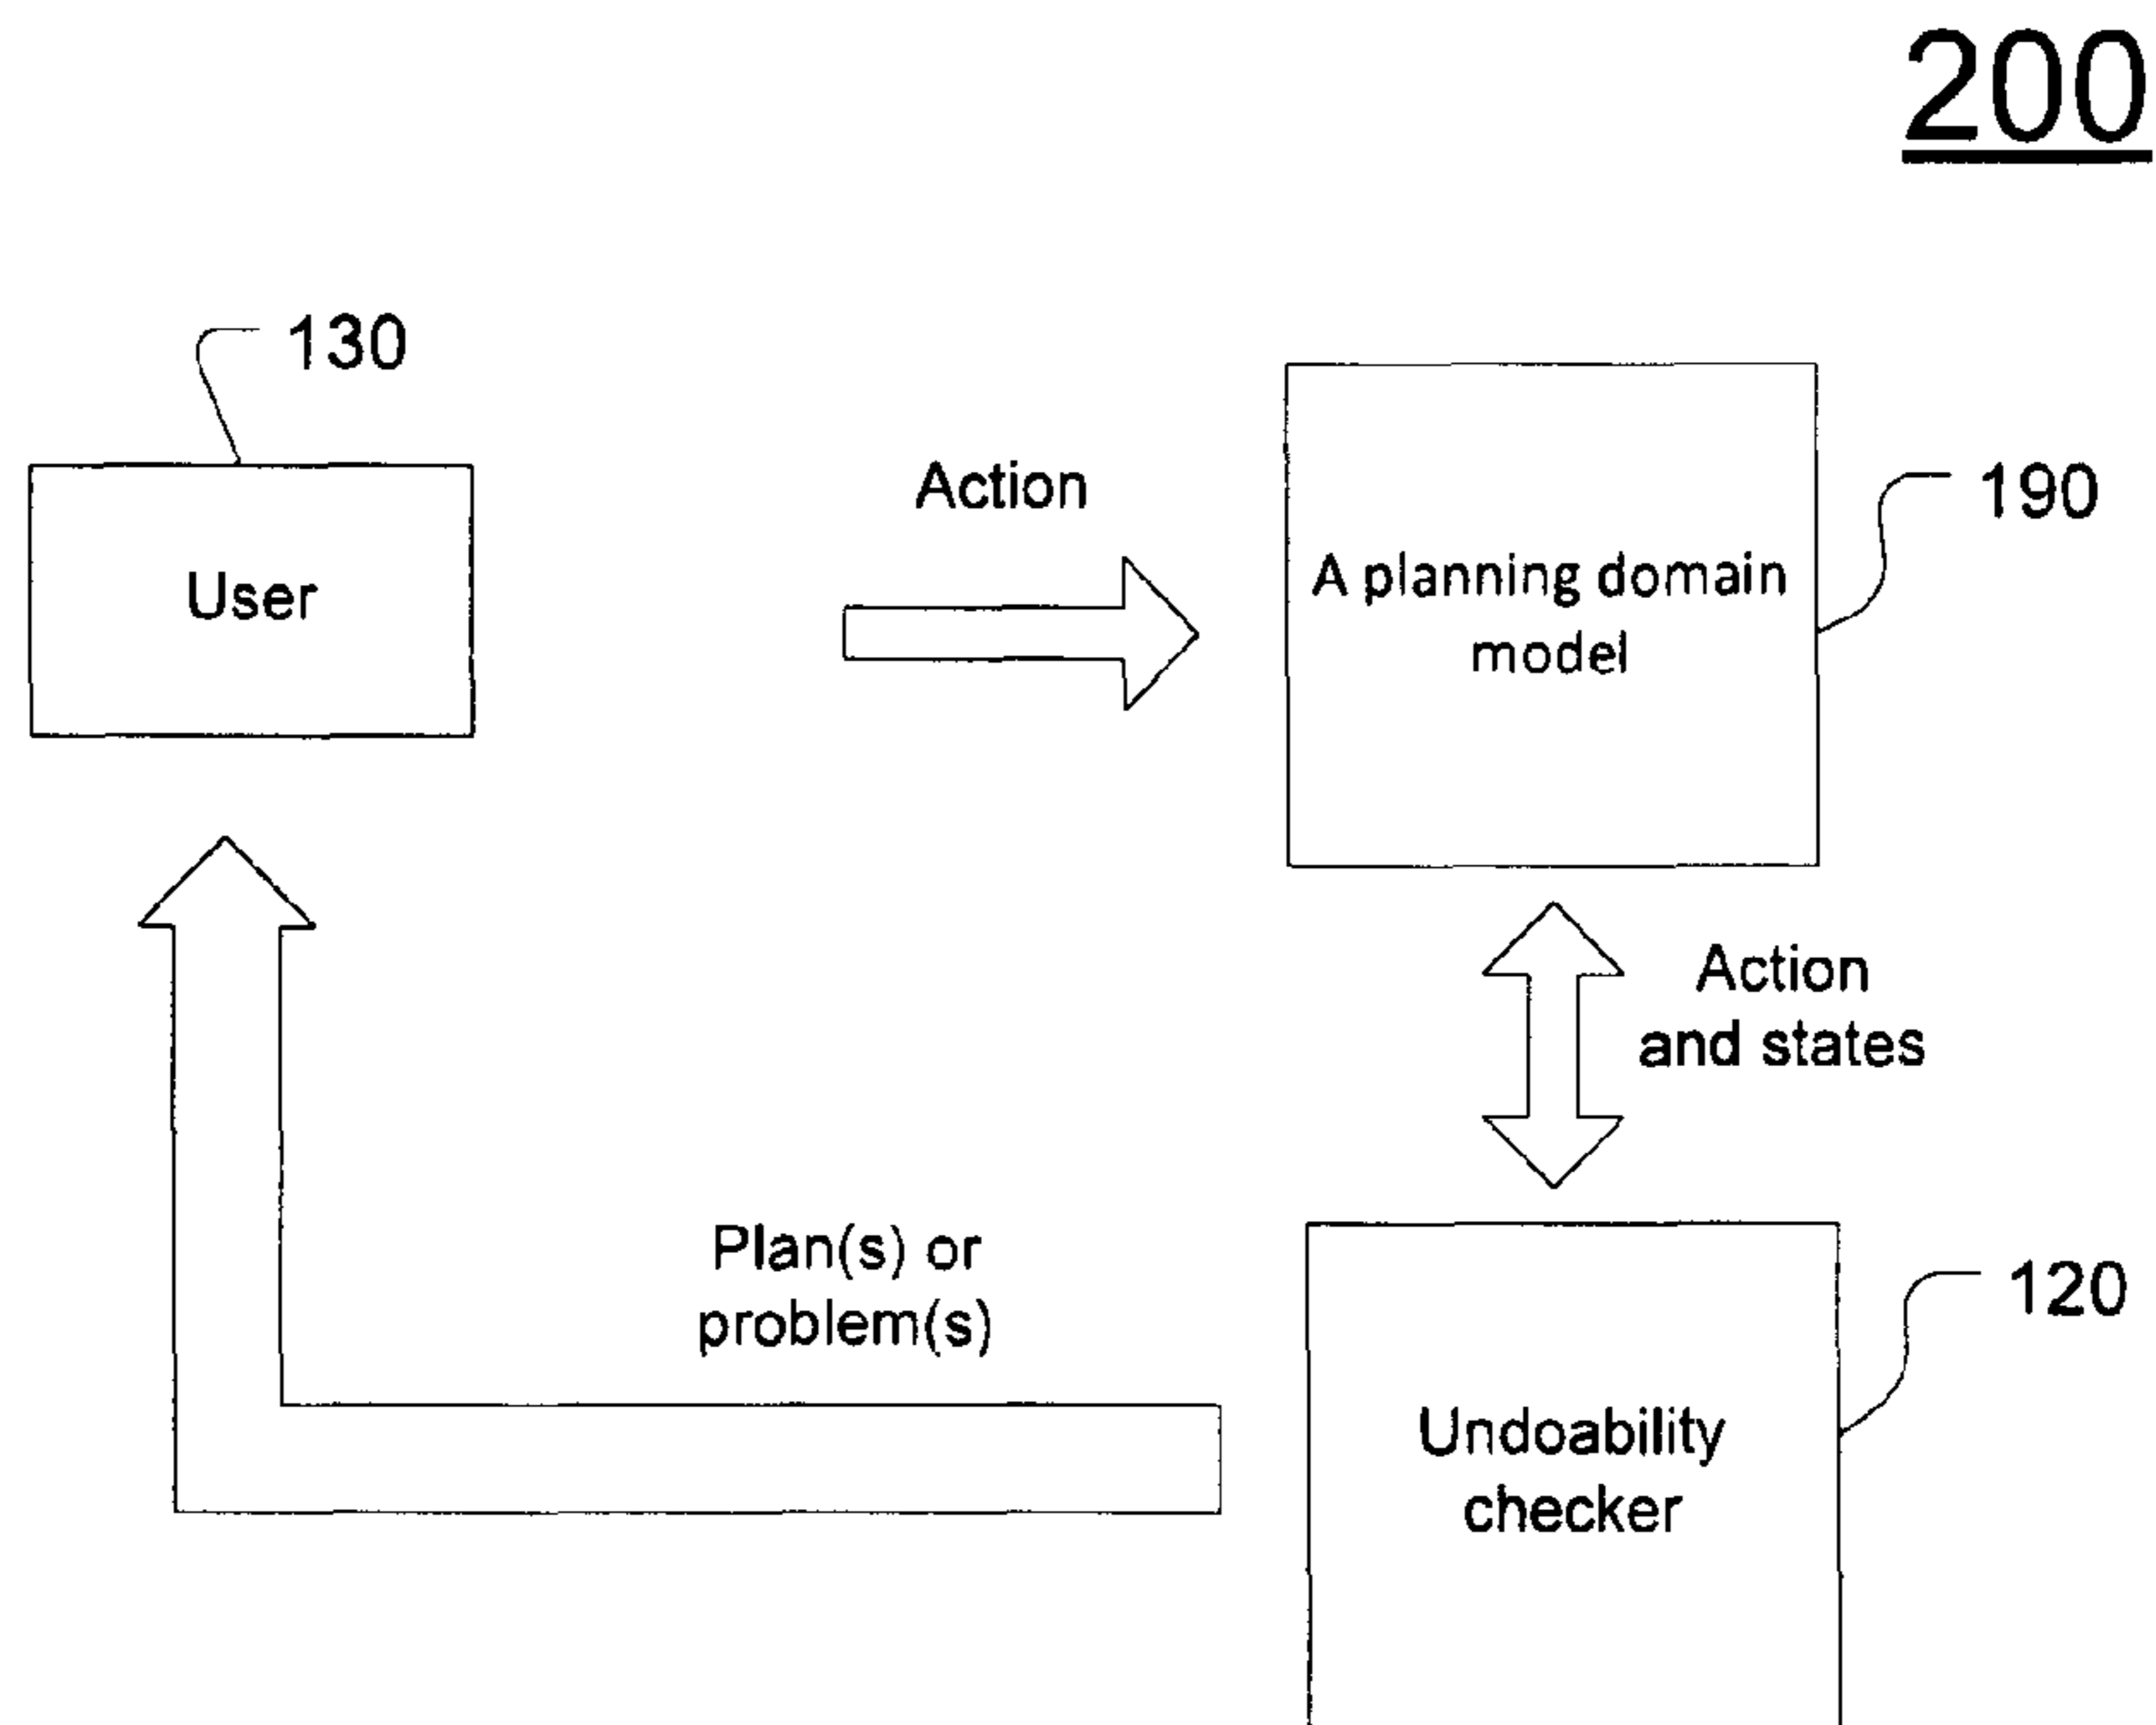 200
130
User
Action
A planning domain
model
190
Action
and states
Plan(s) or
problem(s)
Undoability
checker
120